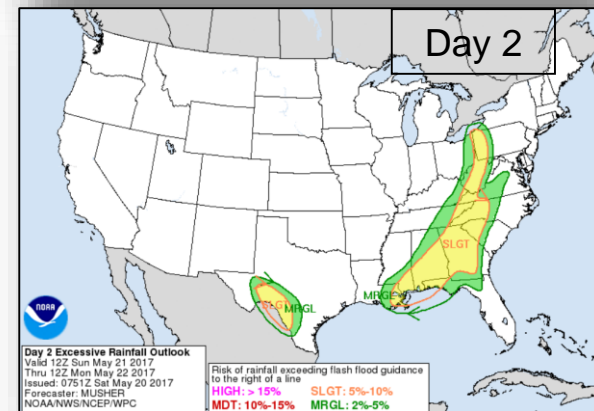 Day 2
SLGT
MRGL
SLGT
MRGL
NOAA
Day 2 Excessive Rainfall Outlook
Valid 12Z Sun May 21 2017
Thru 12Z Mon May 22 2017
Issued: 0751Z Sat May 20 2017
Forecaster: MUSHER
NOAA/NWS/NCEP/WPC
Risk of rainfall exceeding flash flood guidance
to the right of a line
HIGH: > 15% SLGT: 5%-10%
MDT: 10%-15% MRGL: 2%-5%